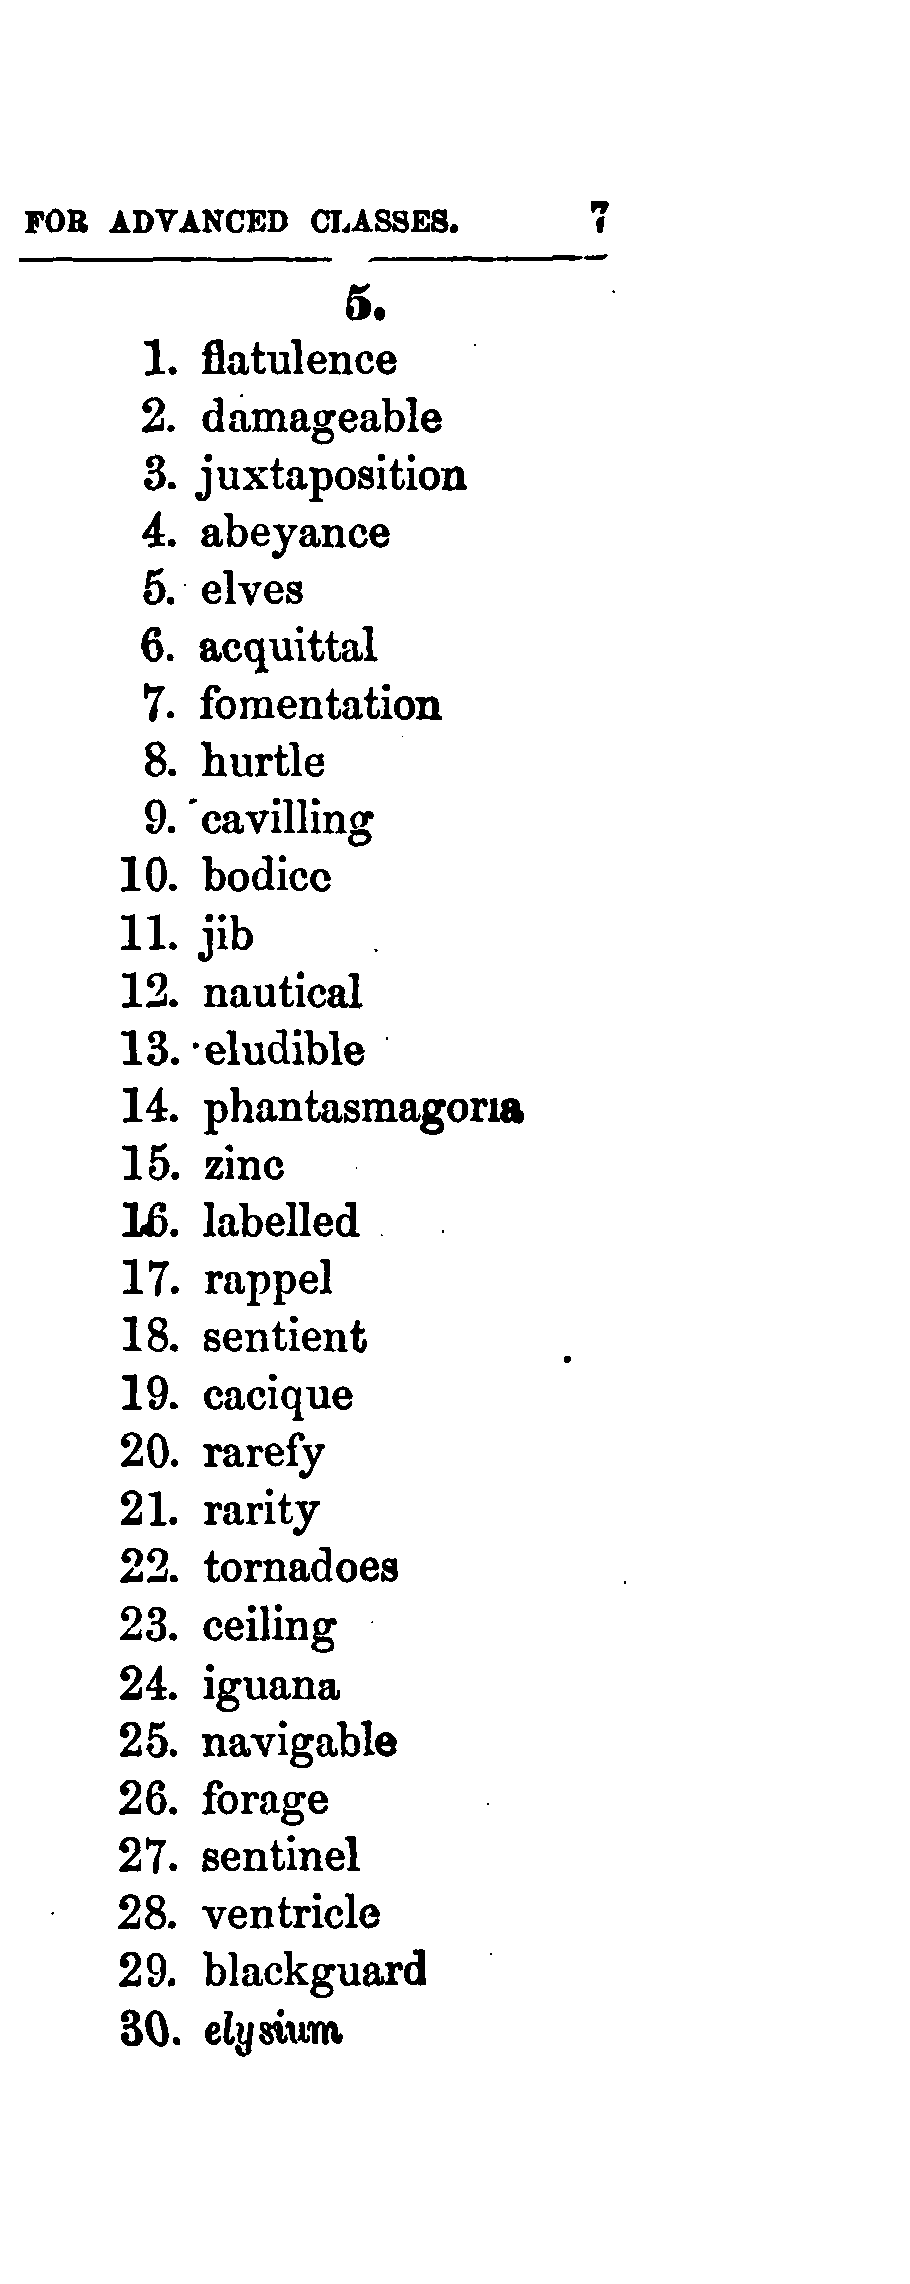 FOR ADVANCED CLASSES. 7
5.
1. flatulence
2. damageable
3. juxtaposition
4. abeyance
5. elves
6. acquittal
7. fomentation
8. hurtle
9. cavilling
10. bodice
11. jib
12. nautical
13. eludible
14. phantasmagoria
15. zinc
16. labelled
17. rappel
18. sentient
19. cacique
20. rarefy
21. rarity
22. tornadoes
23. ceiling
24. iguana
25. navigable
26. forage
27. sentinel
28. ventricle
29. blackguard
30. elysium